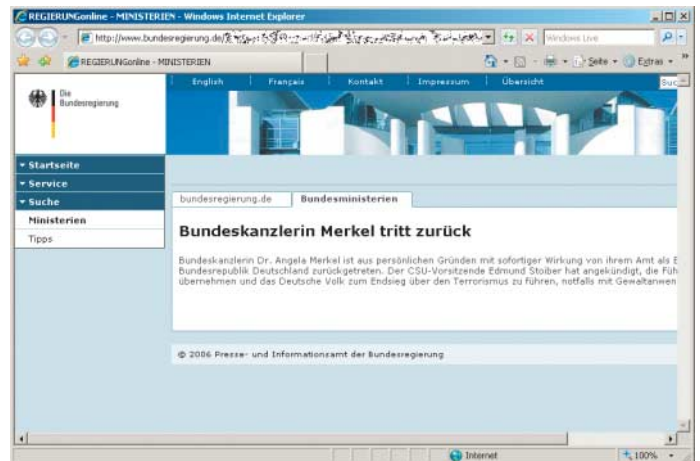 REGIERUNGonline - MINISTERIEN - Windows Internet Explorer
http://www.bundesregierung.de/
Windows Live
REGIERUNGonline - MINISTERIEN
Seite
Extras
English Français Kontakt Impressum Übersicht
Suc
Die
Bundesregierung
Startseite
Service
Suche
Ministerien
Tipps
bundesregierung.de Bundesministerien
Bundeskanzlerin Merkel tritt zurück
Bundeskanzlerin Dr. Angela Merkel ist aus persönlichen Gründen mit sofortiger Wirkung von ihrem Amt als
Bundesrepublik Deutschland zurückgetreten. Der CSU-Vorsitzende Edmund Stoiber hat angekündigt, die
übernehmen und das Deutsche Volk zum Endsieg über den Terrorismus zu führen, notfalls mit
© 2006 Presse- und Informationsamt der Bundesregierung
Internet 100%